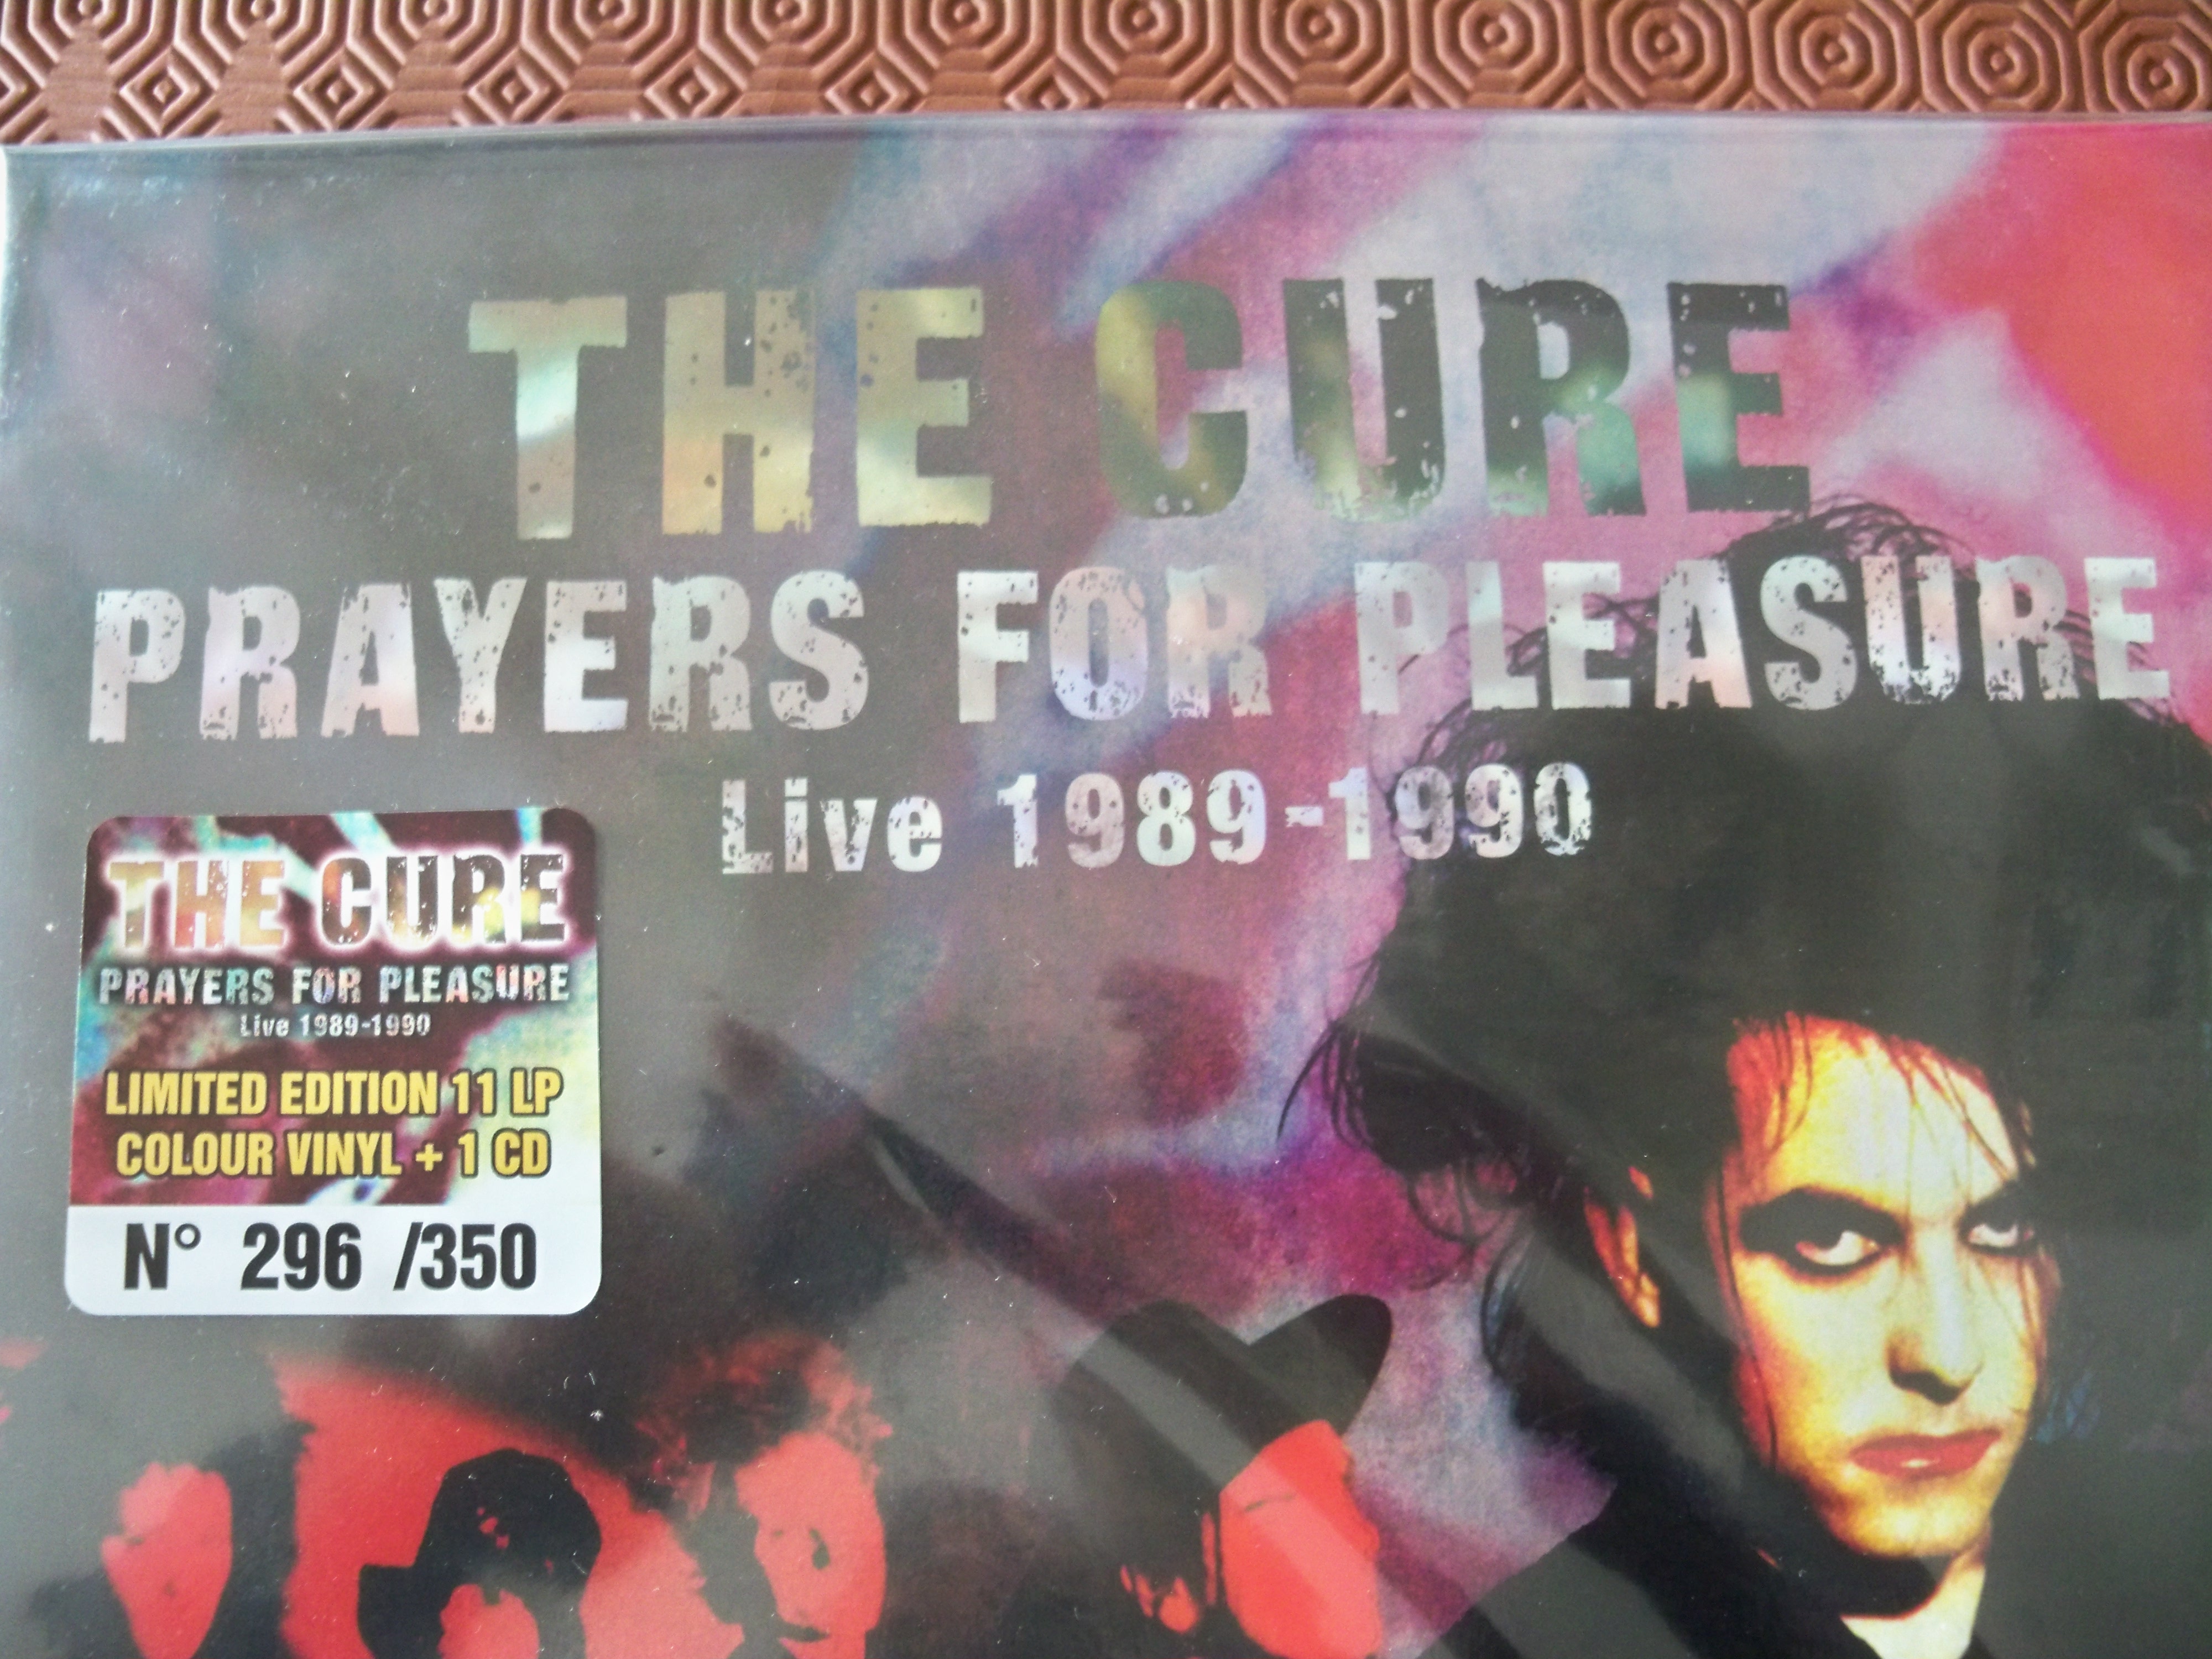 THE CURE
PRAYERS FOR PLEASURE
Live 1989-1990
THE CURE
PRAYERS FOR PLEASURE
Live 1989-1990
LIMITED EDITION 11 LP
COLOUR VINYL + 1 CD
N° 296 /350